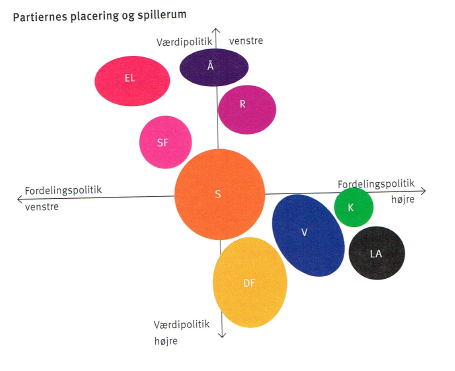 Partiernes placering og spillerum
Værdipolitik venstre
Å
EL
R
SF
Fordelingspolitik
venstre
S
Fordelingspolitik
højre
K
V
LA
DF
Værdipolitik
højre